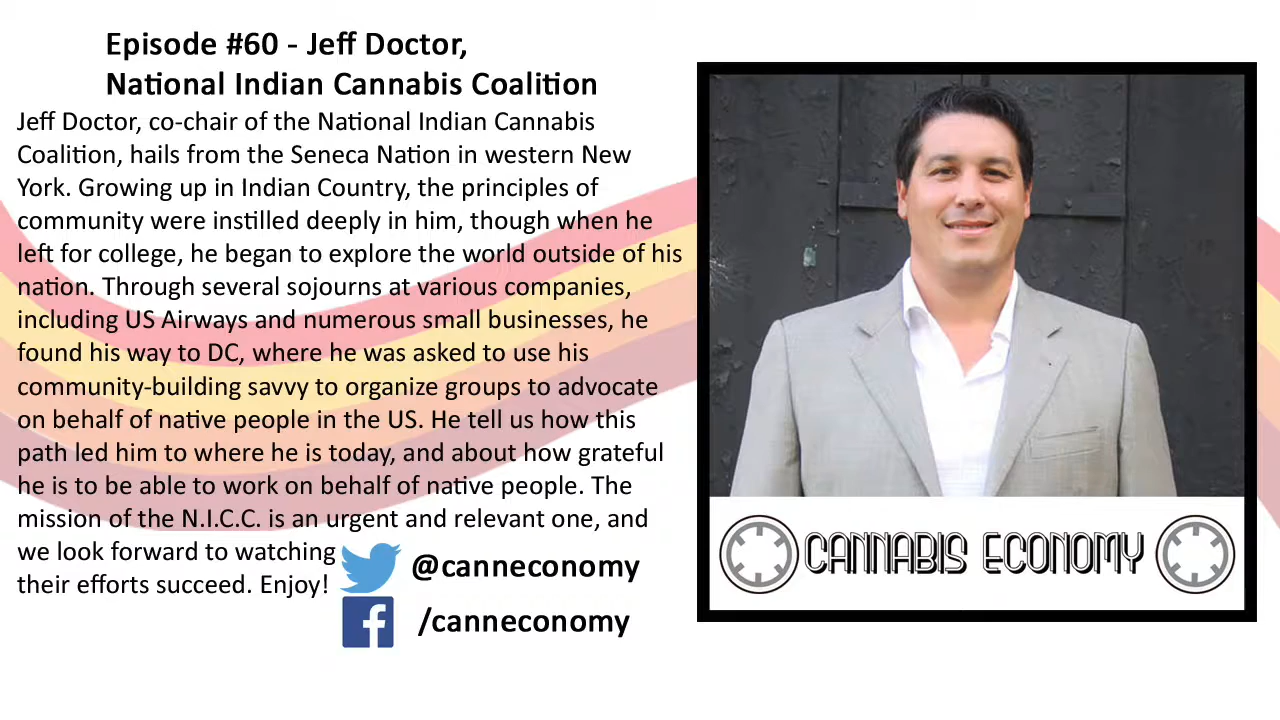 Episode #60 - Jeff Doctor,
National Indian Cannabis Coalition
Jeff Doctor, co-chair of the National Indian Cannabis
Coalition, hails from the Seneca Nation in western New
York. Growing up in Indian Country, the principles of
community were instilled deeply in him, though when he
left for college, he began to explore the world outside of his
nation. Through several sojourns at various companies,
including US Airways and numerous small businesses, he
found his way to DC, where he was asked to use his
community-building savvy to organize groups to advocate
on behalf of native people in the US. He tell us how this
path led him to where he is today, and about how grateful
he is to be able to work on behalf of native people. The
mission of the N.I.C.C. is an urgent and relevant one, and
we look forward to watching
their efforts succeed. Enjoy!
@canneconomy
/canneconomy
CANNABIS ECONOMY